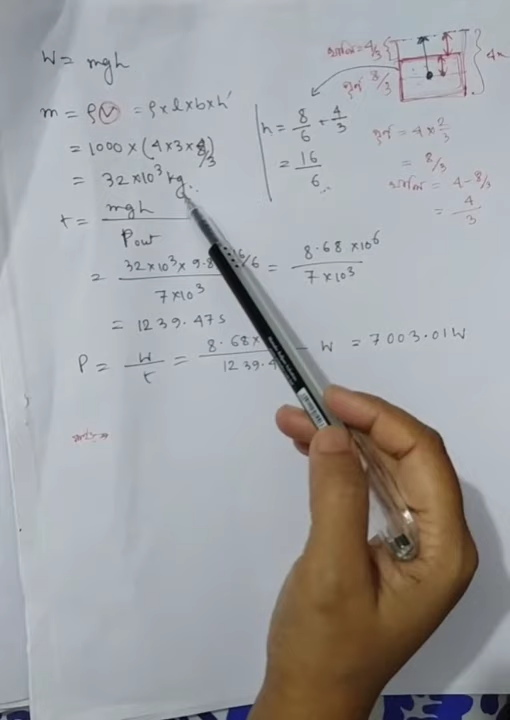 W = mgh
m = ρV = ρ×l×b×h'
= 1000 × (4×3×8/3)
= 32×10³ kg.
t = mgh / Pout
= 32×10³×9.8 6/6 / 7×10³ = 8.68×10⁶ / 7×10³
= 1239.47s
P = W/t = 8.68× / 1239.4 W = 7003.01W
h = 8/6 + 4/3
= 16/6
= 4/3
8/3
4m
= 4×2/3
= 8/3
= 4-8/3
= 4/3